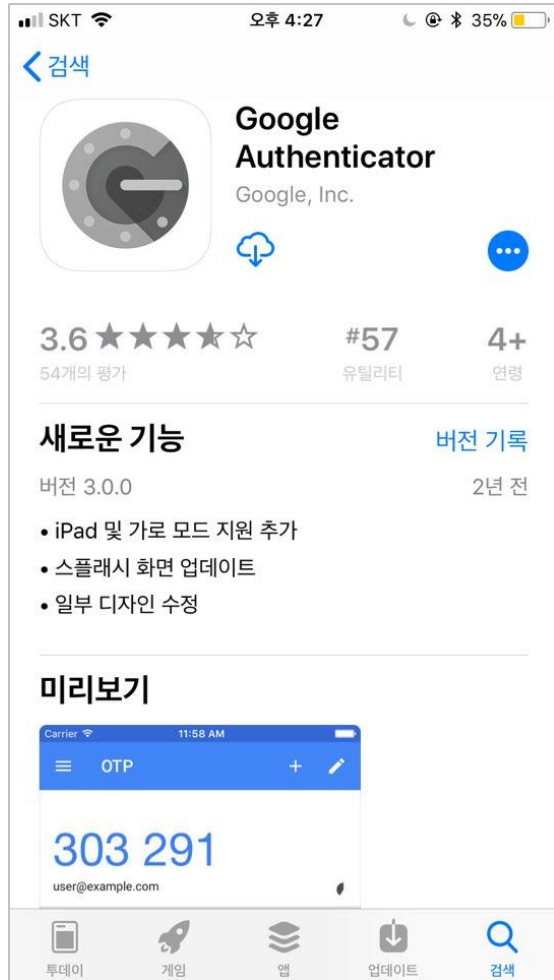 SKT 오후 4:27 35%
검색
Google
Authenticator
Google, Inc.
3.6 #57 4+
54개의 평가 유틸리티 연령
새로운 기능 버전 기록
버전 3.0.0 2년 전
• iPad 및 가로 모드 지원 추가
• 스플래시 화면 업데이트
• 일부 디자인 수정
미리보기
Carrier 11:58 AM
OTP
303 291
user@example.com
투데이 게임 앱 업데이트 검색